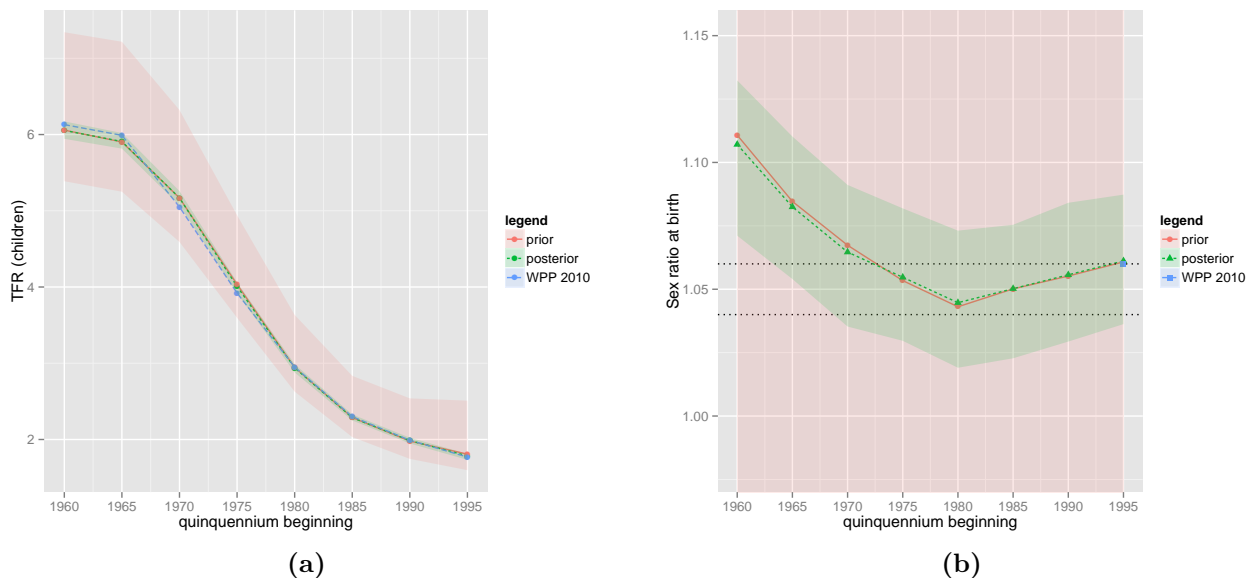 TFR (children)
6
4
2
1960 1965 1970 1975 1980 1985 1990 1995
quinquennium beginning
legend
prior
posterior
WPP 2010
(a)
Sex ratio at birth
1.15
1.10
1.05
1.00
1960 1965 1970 1975 1980 1985 1990 1995
quinquennium beginning
legend
prior
posterior
WPP 2010
(b)